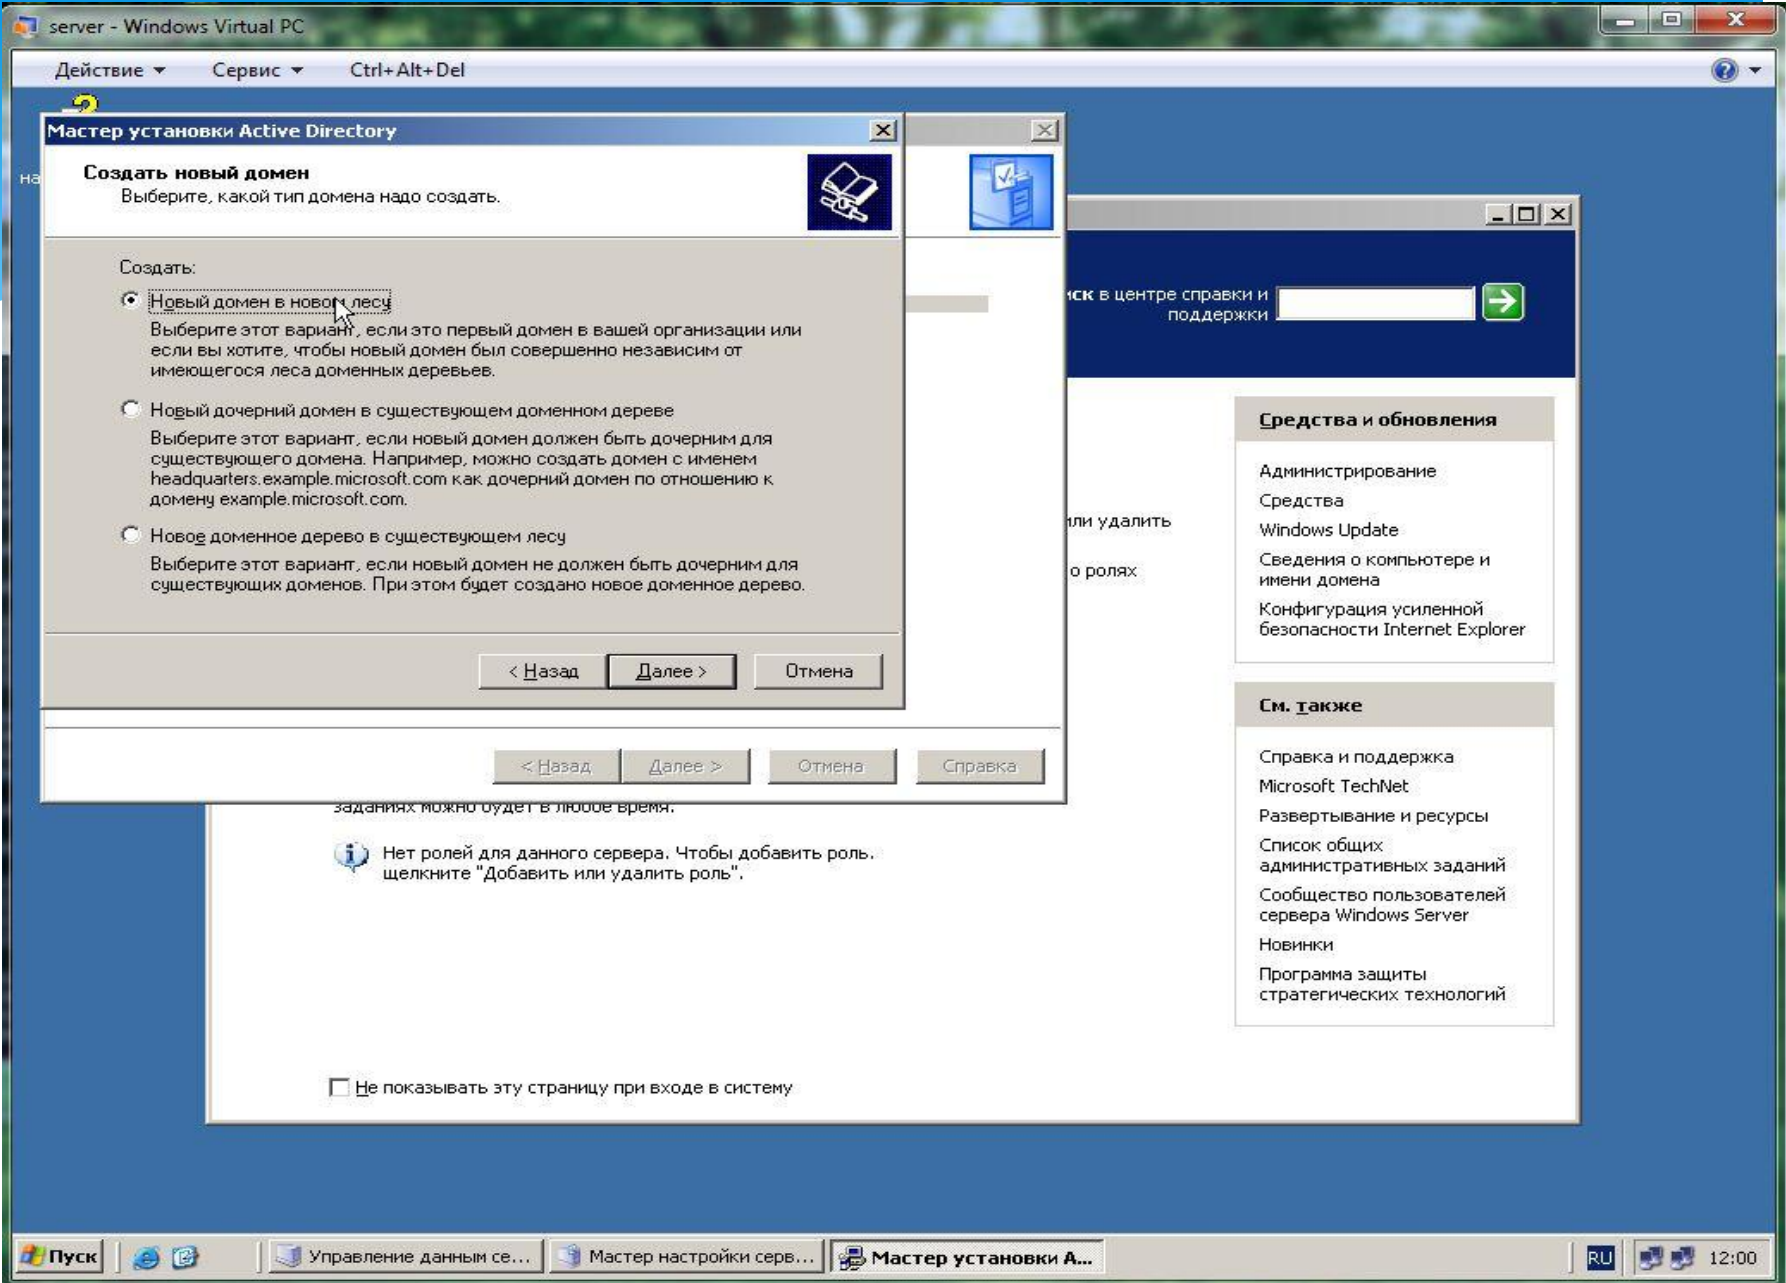 server - Windows Virtual PC
Действие Сервис Ctrl+Alt+Del
Мастер установки Active Directory
Создать новый домен
Выберите, какой тип домена надо создать.
Создать:
Новый домен в новом лесу
Выберите этот вариант, если это первый домен в вашей организации или
если вы хотите, чтобы новый домен был совершенно независим от
имеющегося леса доменных деревьев.
Новый дочерний домен в существующем доменном дереве
Выберите этот вариант, если новый домен должен быть дочерним для
существующего домена. Например, можно создать домен с именем
headquarters.example.microsoft.com как дочерний домен по отношению к
домену example.microsoft.com.
Новое доменное дерево в существующем лесу
Выберите этот вариант, если новый домен не должен быть дочерним для
существующих доменов. При этом будет создано новое доменное дерево.
< Назад Далее > Отмена
< Назад Далее > Отмена Справка
в центре справки и
поддержки
или удалить
о ролях
заданиях можно будет в любое время.
Нет ролей для данного сервера. Чтобы добавить роль.
щелкните "Добавить или удалить роль".
Не показывать эту страницу при входе в систему
Средства и обновления
Администрирование
Средства
Windows Update
Сведения о компьютере и
имени домена
Конфигурация усиленной
безопасности Internet Explorer
См. также
Справка и поддержка
Microsoft TechNet
Развертывание и ресурсы
Список общих
административных заданий
Сообщество пользователей
сервера Windows Server
Новинки
Программа защиты
стратегических технологий
Пуск Управление данным се... Мастер настройки серв... Мастер установки A... RU 12:00